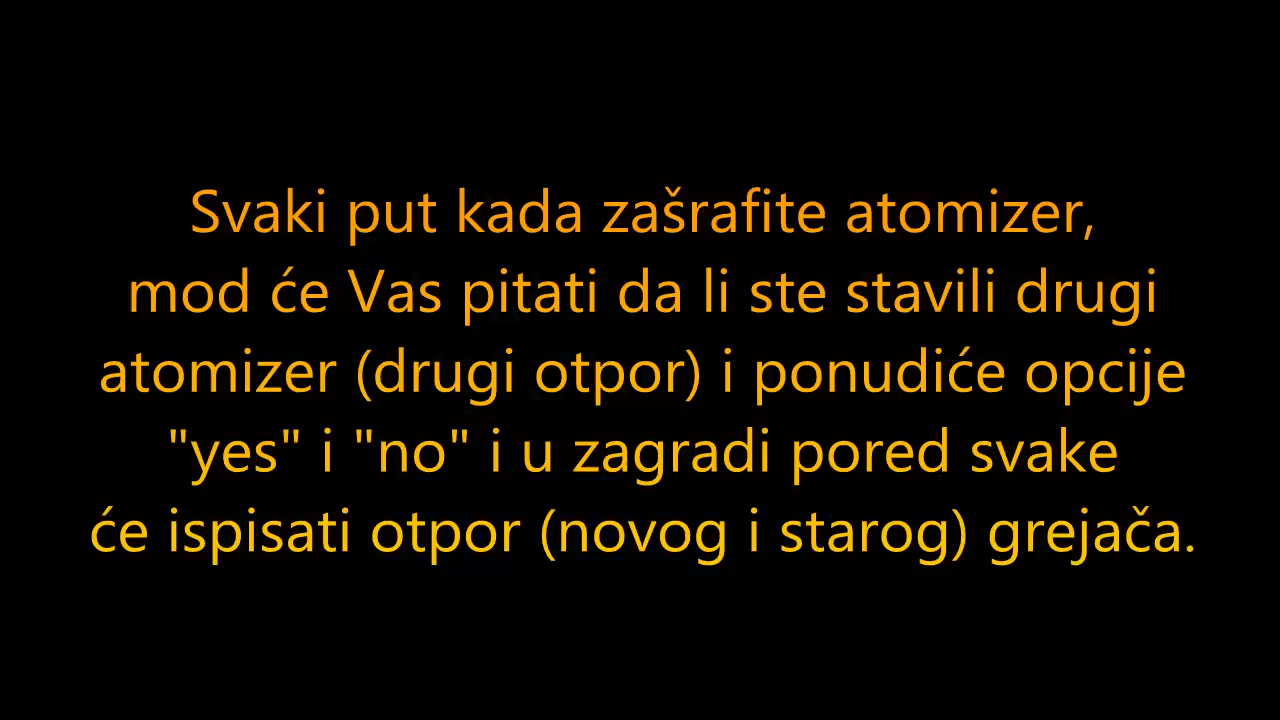 Svaki put kada zašrafite atomizer,
mod će Vas pitati da li ste stavili drugi
atomizer (drugi otpor) i ponudiće opcije
"yes" i "no" i u zagradi pored svake
će ispisati otpor (novog i starog) grejača.